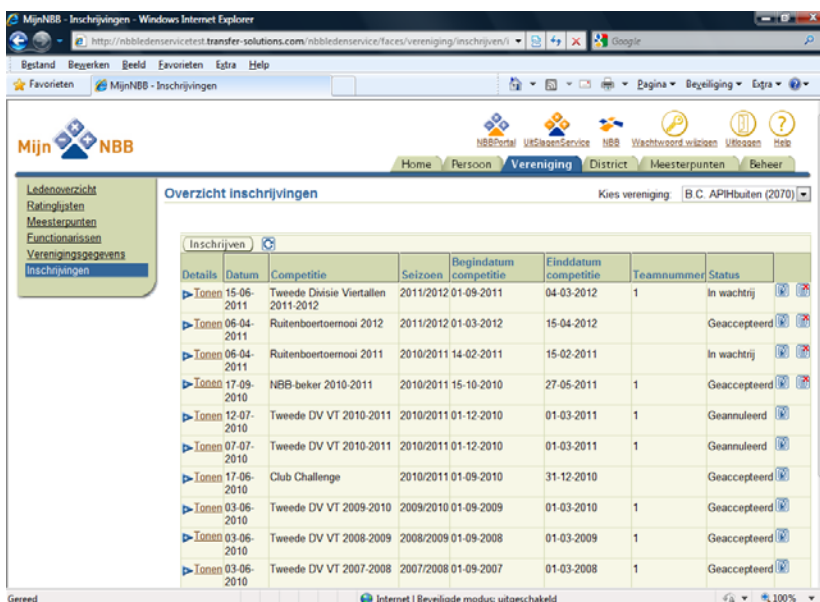 MijnNBB - Inschrijvingen - Windows Internet Explorer
http://nbbledenservicetest.transfer-solutions.com/nbbledenservice/faces/vereniging/inschrijven/i
Google
Bestand Bewerken Beeld Favorieten Extra Help
Favorieten MijnNBB - Inschrijvingen Pagina Beveiliging Extra
Mijn NBB
NBBPortal UitSlagenService NBB Wachtwoord wijzigen Uitloggen Help
Home Persoon Vereniging District Meesterpunten Beheer
Ledenoverzicht
Ratinglijsten
Meesterpunten
Functionarissen
Verenigingsgegevens
Inschrijvingen
Overzicht inschrijvingen Kies vereniging: B.C. APIHbuiten (2070)
Inschrijven
Details Datum Competitie Seizoen Begindatum competitie Einddatum competitie Teamnummer Status
Tonen 15-06-2011 Tweede Divisie Viertallen 2011-2012 2011/2012 01-09-2011 04-03-2012 1 In wachtrij
Tonen 06-04-2011 Ruitenboertoernooi 2012 2011/2012 01-03-2012 15-04-2012 Geaccepteerd
Tonen 06-04-2011 Ruitenboertoernooi 2011 2010/2011 14-02-2011 15-02-2011 In wachtrij
Tonen 17-09-2010 NBB-beker 2010-2011 2010/2011 15-10-2010 27-05-2011 1 Geaccepteerd
Tonen 12-07-2010 Tweede DV VT 2010-2011 2010/2011 01-12-2010 01-03-2011 1 Geannuleerd
Tonen 07-07-2010 Tweede DV VT 2010-2011 2010/2011 01-12-2010 01-03-2011 1 Geannuleerd
Tonen 17-06-2010 Club Challenge 2010/2011 01-09-2010 31-12-2010 Geaccepteerd
Tonen 03-06-2010 Tweede DV VT 2009-2010 2009/2010 01-09-2009 01-03-2010 1 Geaccepteerd
Tonen 03-06-2010 Tweede DV VT 2008-2009 2008/2009 01-09-2008 01-03-2009 1 Geaccepteerd
Tonen 03-06-2010 Tweede DV VT 2007-2008 2007/2008 01-09-2007 01-03-2008 1 Geaccepteerd
Gereed Internet | Beveiligde modus: uitgeschakeld 100%